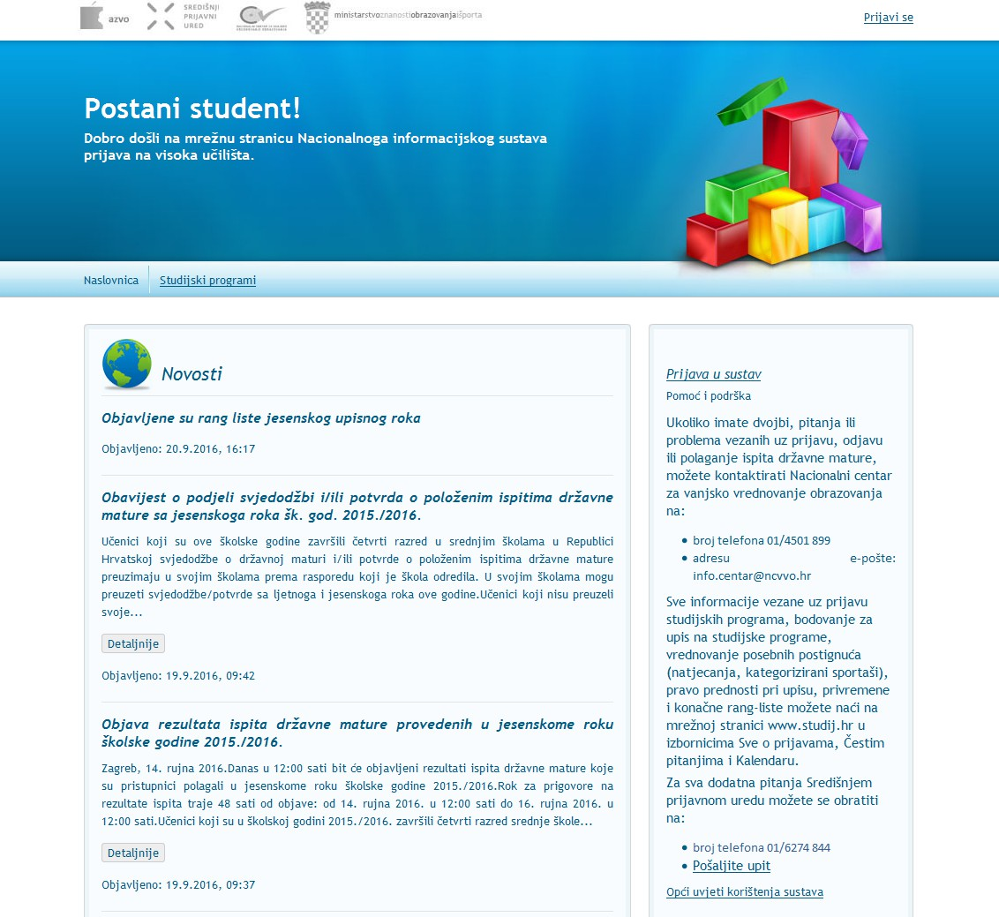 azvo
SREDIŠNJI
PRIJAVNI
URED
ministarstvoznanostiobrazovanjaišporta
Prijavi se
Postani student!
Dobro došli na mrežnu stranicu Nacionalnoga informacijskog sustava
prijava na visoka učilišta.
Naslovnica
Studijski programi
Novosti
Objavljene su rang liste jesenskog upisnog roka
Objavljeno: 20.9.2016, 16:17
Obavijest o podjeli svjedodžbi i/ili potvrda o položenim ispitima državne
mature sa jesenskoga roka šk. god. 2015./2016.
Učenici koji su ove školske godine završili četvrti razred u srednjim školama u Republici
Hrvatskoj svjedodžbe o državnoj maturi i/ili potvrde o položenim ispitima državne mature
preuzimaju u svojim školama prema rasporedu koji je škola odredila. U svojim školama mogu
preuzeti svjedodžbe/potvrde sa ljetnoga i jesenskoga roka ove godine.Učenici koji nisu preuzeli
svoje...
Detaljnije
Objavljeno: 19.9.2016, 09:42
Objava rezultata ispita državne mature provedenih u jesenskome roku
školske godine 2015./2016.
Zagreb, 14. rujna 2016.Danas u 12:00 sati bit će objavljeni rezultati ispita državne mature koje
su pristupnici polagali u jesenskome roku školske godine 2015./2016.Rok za prigovore na
rezultate ispita traje 48 sati od objave: od 14. rujna 2016. u 12:00 sati do 16. rujna 2016. u
12:00 sati.Učenici koji su u školskoj godini 2015./2016. završili četvrti razred srednje škole...
Detaljnije
Objavljeno: 19.9.2016, 09:37
Prijava u sustav
Pomoć i podrška
Ukoliko imate dvojbi, pitanja ili
problema vezanih uz prijavu, odjavu
ili polaganje ispita državne mature,
možete kontaktirati Nacionalni centar
za vanjsko vrednovanje obrazovanja
na:
broj telefona 01/4501 899
adresu e-pošte:
info.centar@ncvvo.hr
Sve informacije vezane uz prijavu
studijskih programa, bodovanje za
upis na studijske programe,
vrednovanje posebnih postignuća
(natjecanja, kategorizirani sportaši),
pravo prednosti pri upisu, privremene
i konačne rang-liste možete naći na
mrežnoj stranici www.studij.hr u
izbornicima Sve o prijavama, Čestim
pitanjima i Kalendaru.
Za sva dodatna pitanja Središnjem
prijavnom uredu možete se obratiti
na:
broj telefona 01/6274 844
Pošaljite upit
Opći uvjeti korištenja sustava